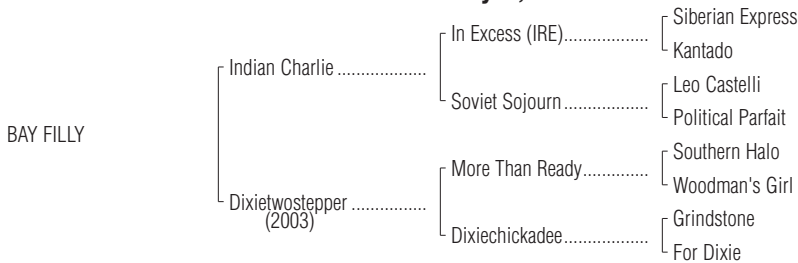 Siberian Express
In Excess (IRE)...................
Kantado
Indian Charlie ...................
Leo Castelli
Soviet Sojourn...................
Political Parfait
BAY FILLY
Southern Halo
More Than Ready...............
Woodman's Girl
Dixietwostepper ................
(2003)
Grindstone
Dixiechickadee...................
For Dixie